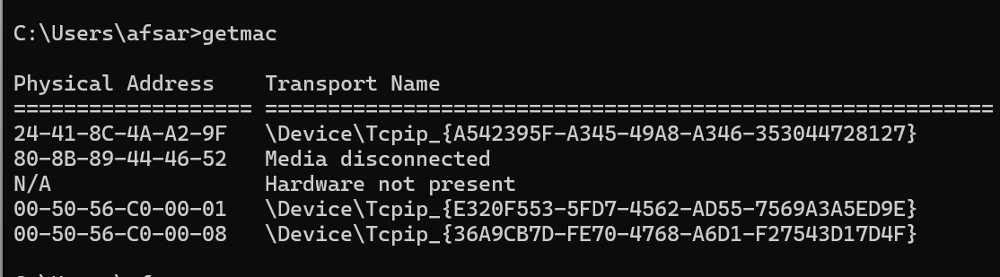 C:\Users\afsar>getmac
Physical Address    Transport Name
=================== ==========================================================
24-41-8C-4A-A2-9F   \Device\Tcpip_{A542395F-A345-49A8-A346-353044728127}
80-8B-89-44-46-52   Media disconnected
N/A                 Hardware not present
00-50-56-C0-00-01   \Device\Tcpip_{E320F553-5FD7-4562-AD55-7569A3A5ED9E}
00-50-56-C0-00-08   \Device\Tcpip_{36A9CB7D-FE70-4768-A6D1-F27543D17D4F}